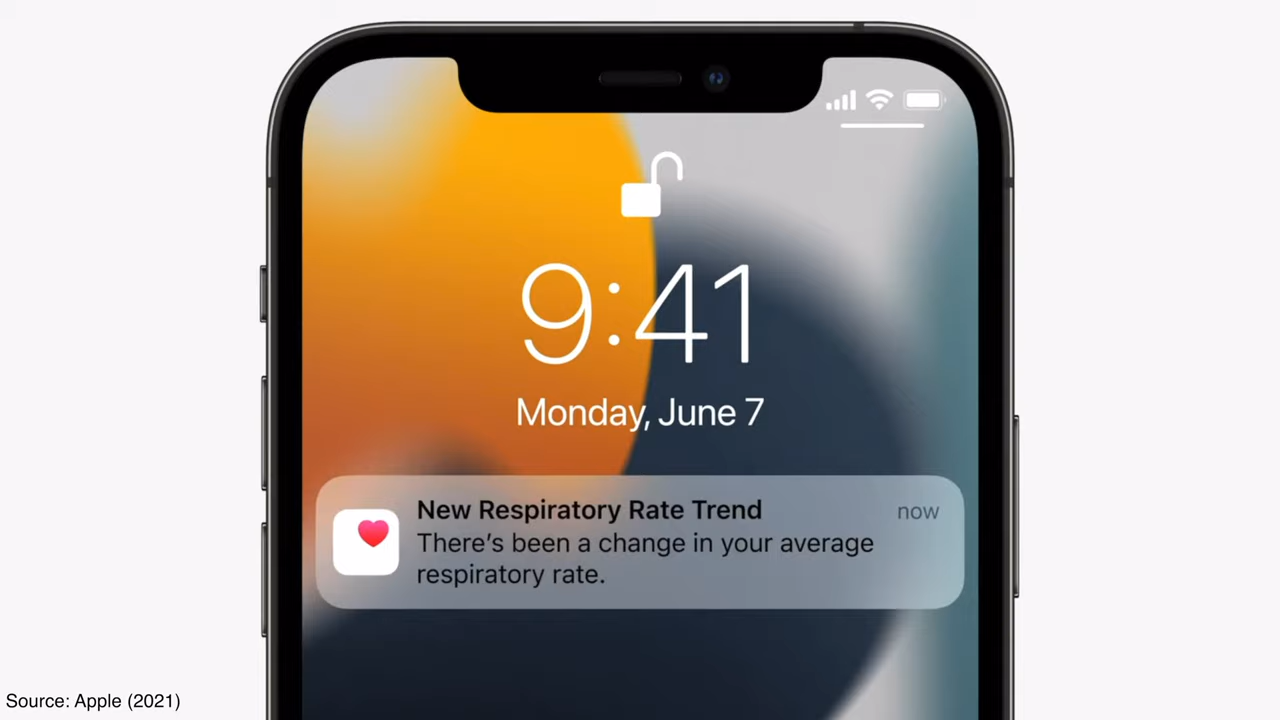 9:41
Monday, June 7
New Respiratory Rate Trend
now
There's been a change in your average
respiratory rate.
Source: Apple (2021)